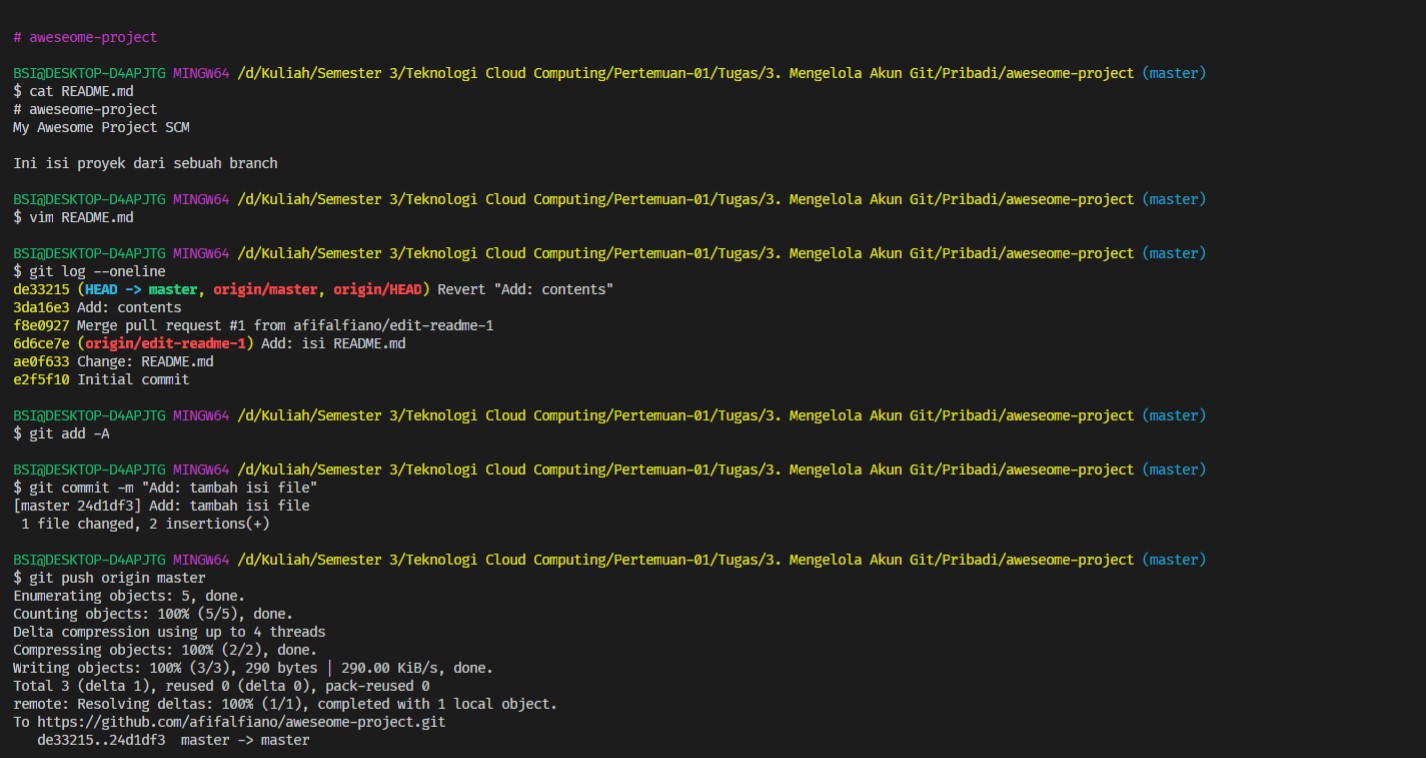 # aweseome-project
BSI@DESKTOP-D4APJTG MINGW64 /d/Kuliah/Semester 3/Teknologi Cloud Computing/Pertemuan-01/Tugas/3. Mengelola Akun Git/Pribadi/aweseome-project (master)
$ cat README.md
# aweseome-project
My Awesome Project SCM
Ini isi proyek dari sebuah branch
BSI@DESKTOP-D4APJTG MINGW64 /d/Kuliah/Semester 3/Teknologi Cloud Computing/Pertemuan-01/Tugas/3. Mengelola Akun Git/Pribadi/aweseome-project (master)
$ vim README.md
BSI@DESKTOP-D4APJTG MINGW64 /d/Kuliah/Semester 3/Teknologi Cloud Computing/Pertemuan-01/Tugas/3. Mengelola Akun Git/Pribadi/aweseome-project (master)
$ git log --oneline
de33215 (HEAD -> master, origin/master, origin/HEAD) Revert "Add: contents"
3da16e3 Add: contents
f8e0927 Merge pull request #1 from afifalfiano/edit-readme-1
6d6ce7e (origin/edit-readme-1) Add: isi README.md
ae0f633 Change: README.md
e2f5f10 Initial commit
BSI@DESKTOP-D4APJTG MINGW64 /d/Kuliah/Semester 3/Teknologi Cloud Computing/Pertemuan-01/Tugas/3. Mengelola Akun Git/Pribadi/aweseome-project (master)
$ git add -A
BSI@DESKTOP-D4APJTG MINGW64 /d/Kuliah/Semester 3/Teknologi Cloud Computing/Pertemuan-01/Tugas/3. Mengelola Akun Git/Pribadi/aweseome-project (master)
$ git commit -m "Add: tambah isi file"
[master 24d1df3] Add: tambah isi file
1 file changed, 2 insertions(+)
BSI@DESKTOP-D4APJTG MINGW64 /d/Kuliah/Semester 3/Teknologi Cloud Computing/Pertemuan-01/Tugas/3. Mengelola Akun Git/Pribadi/aweseome-project (master)
$ git push origin master
Enumerating objects: 5, done.
Counting objects: 100% (5/5), done.
Delta compression using up to 4 threads
Compressing objects: 100% (2/2), done.
Writing objects: 100% (3/3), 290 bytes | 290.00 KiB/s, done.
Total 3 (delta 1), reused 0 (delta 0), pack-reused 0
remote: Resolving deltas: 100% (1/1), completed with 1 local object.
To https://github.com/afifalfiano/aweseome-project.git
de33215..24d1df3  master -> master